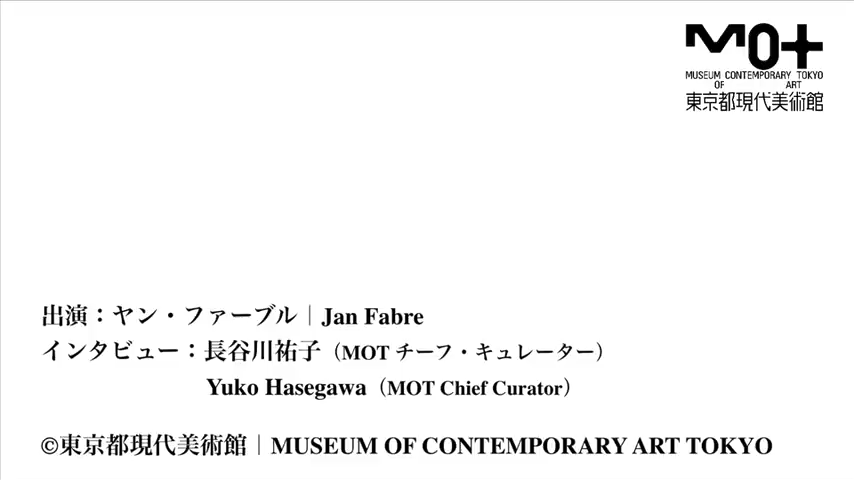 MOT
MUSEUM CONTEMPORARY TOKYO
OF ART
東京都現代美術館
出演：ヤン・ファーブル｜Jan Fabre
インタビュー：長谷川祐子（MOT チーフ・キュレーター）
Yuko Hasegawa（MOT Chief Curator）
©東京都現代美術館｜MUSEUM OF CONTEMPORARY ART TOKYO